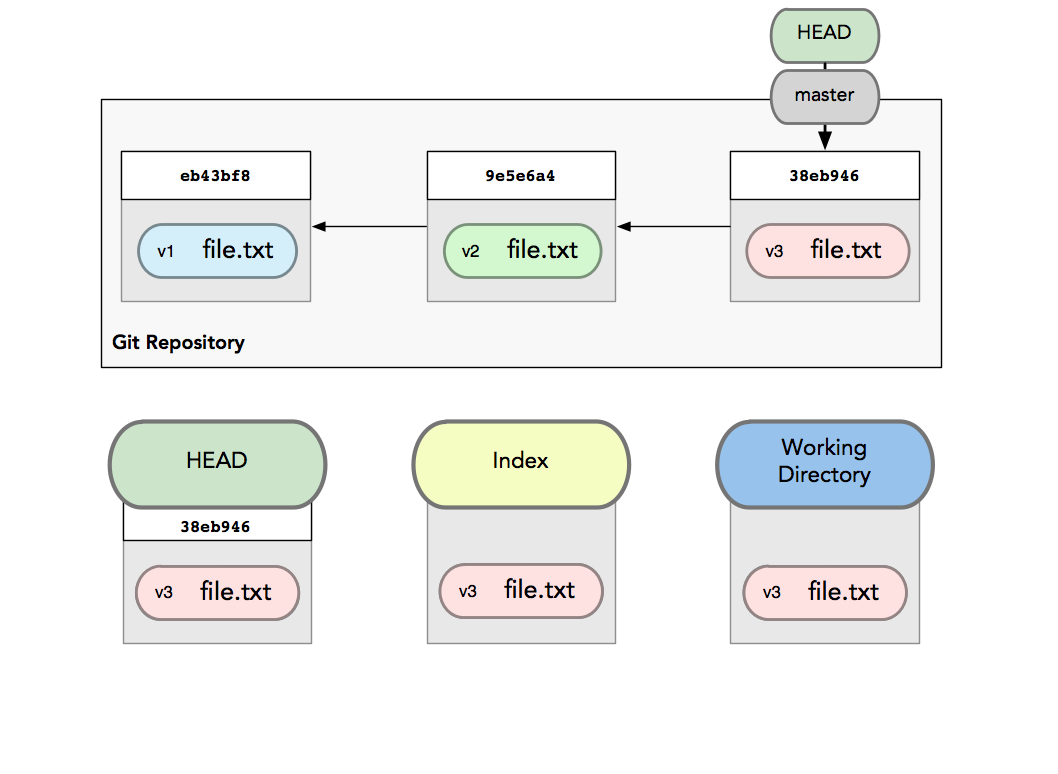 HEAD
master
eb43bf8
9e5e6a4
38eb946
v1 file.txt
v2 file.txt
v3 file.txt
Git Repository
HEAD
Index
Working
Directory
38eb946
v3 file.txt
v3 file.txt
v3 file.txt